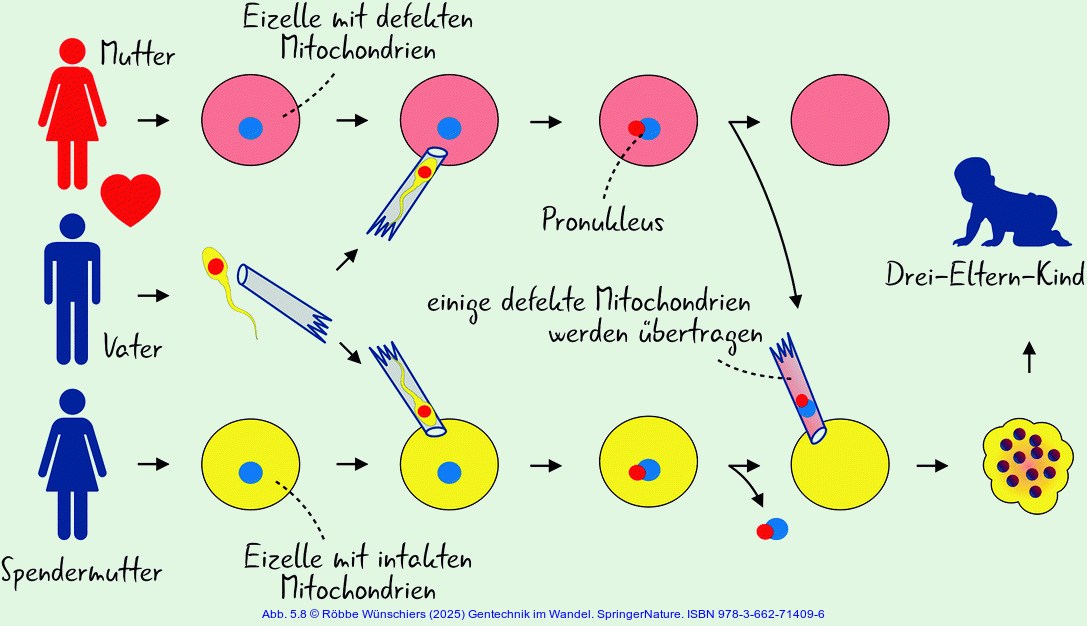 Eizelle mit defekten
Mitochondrien
Mutter
Pronukleus
Drei-Eltern-Kind
einige defekte Mitochondrien
werden übertragen
Vater
Eizelle mit intakten
Mitochondrien
Spendermutter
Abb. 5.8 © Röbbe Wünschiers (2025) Gentechnik im Wandel. SpringerNature. ISBN 978-3-662-71409-6